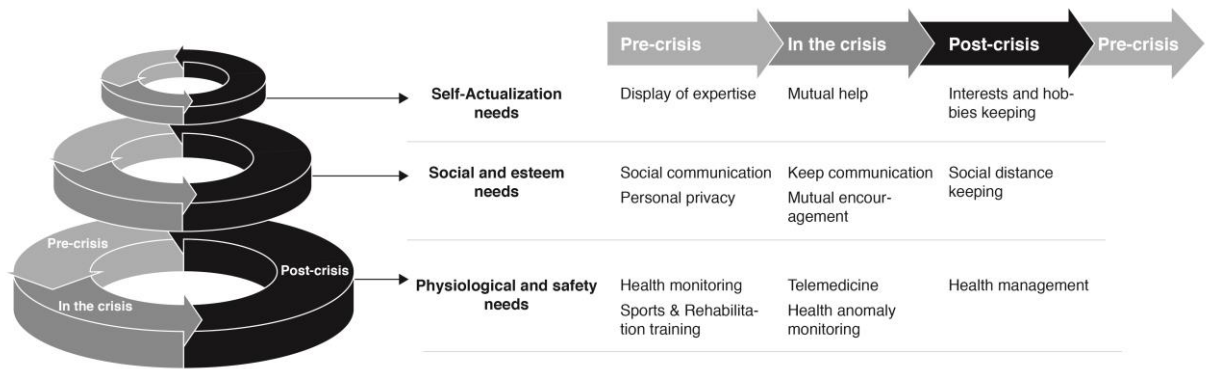 Pre-crisis In the crisis Post-crisis Pre-crisis
Self-Actualization
needs
Display of expertise
Mutual help
Interests and hob-
bies keeping
Social and esteem
needs
Social communication
Personal privacy
Keep communication
Mutual encour-
agement
Social distance
keeping
Physiological and safety
needs
Health monitoring
Sports & Rehabilita-
tion training
Telemedicine
Health anomaly
monitoring
Health management
Pre-crisis
In the crisis
Post-crisis